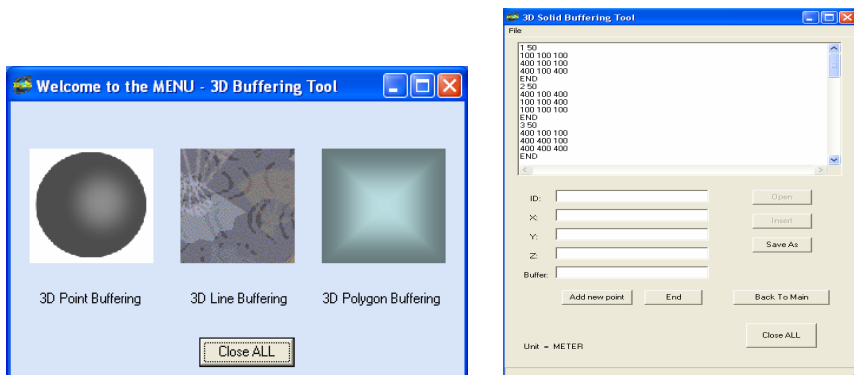 Welcome to the MENU - 3D Buffering Tool
3D Point Buffering
3D Line Buffering
3D Polygon Buffering
Close ALL
3D Solid Buffering Tool
File
1 50
100 100 100
400 100 100
400 100 400
END
2 50
400 100 400
100 100 400
100 100 100
END
3 50
400 100 100
400 400 100
400 400 400
END
ID:
X:
Y:
Z:
Buffer:
Open
Insert
Save As
Add new point
End
Back To Main
Close ALL
Unit = METER